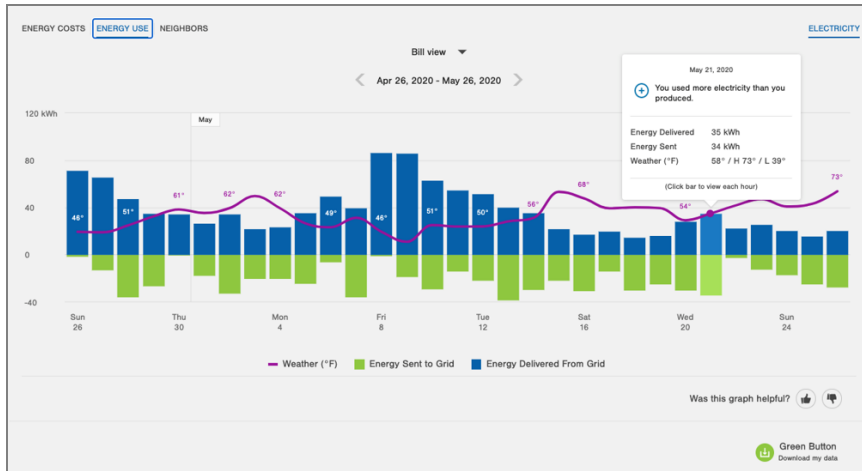 ENERGY COSTS ENERGY USE NEIGHBORS ELECTRICITY
Bill view
Apr 26, 2020 - May 26, 2020
May 21, 2020
You used more electricity than you
produced.
Energy Delivered 35 kWh
Energy Sent 34 kWh
Weather (°F) 58° / H 73° / L 39°
(Click bar to view each hour)
120 kWh
May
80
40
0
-40
46° 51° 61° 62° 62° 49° 46° 51° 50° 56° 68° 54° 73°
Sun Thu Mon Fri Tue Sat Wed Sun
26 30 4 8 12 16 20 24
Weather (°F) Energy Sent to Grid Energy Delivered From Grid
Was this graph helpful?
Green Button
Download my data